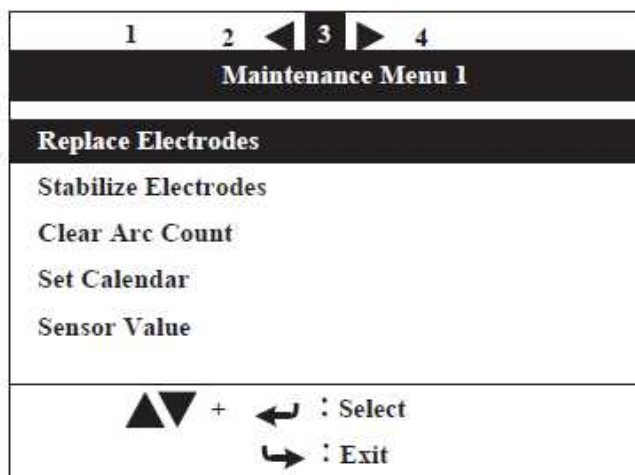 1 2 ◀ 3 ▶ 4
Maintenance Menu 1
Replace Electrodes
Stabilize Electrodes
Clear Arc Count
Set Calendar
Sensor Value
▲▼ + ↵ : Select
↳ : Exit